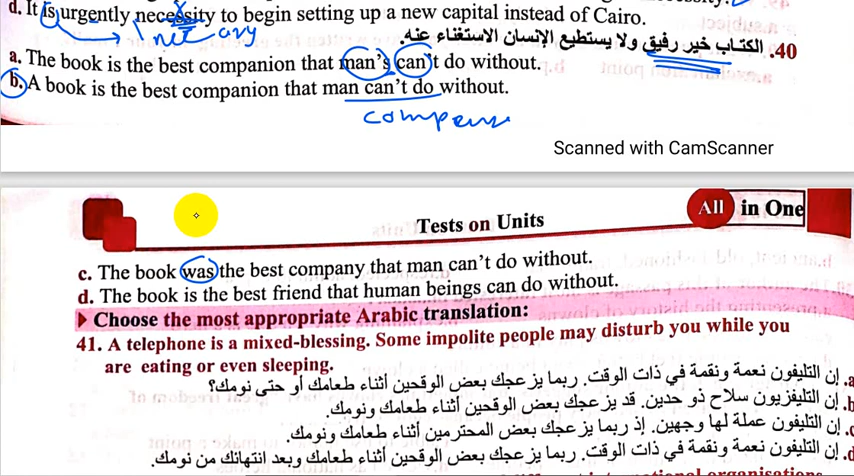 d. It is urgently necessity to begin setting up a new capital instead of Cairo.
nec ary
40. الكتاب خير رفيق ولا يستطيع الإنسان الاستغناء عنه.
a. The book is the best companion that man's can't do without.
b. A book is the best companion that man can't do without.
Scanned with CamScanner
All in One
Tests on Units
c. The book was the best company that man can't do without.
d. The book is the best friend that human beings can do without.
Choose the most appropriate Arabic translation:
41. A telephone is a mixed-blessing. Some impolite people may disturb you while you
are eating or even sleeping.
a. إن التليفون نعمة ونقمة في ذات الوقت. ربما يزعجك بعض الوقحين أثناء طعامك أو حتى نومك؟
b. إن التليفزيون سلاح ذو حدين. قد يزعجك بعض الوقحين أثناء طعامك ونومك.
c. إن التليفون عملة لها وجهين. إذ ربما يزعجك بعض المحترمين أثناء طعامك ونومك.
d. إن التليفون نعمة ونقمة في ذات الوقت. ربما يزعجك بعض الوقحين أثناء طعامك وبعد انتهائك من نومك.